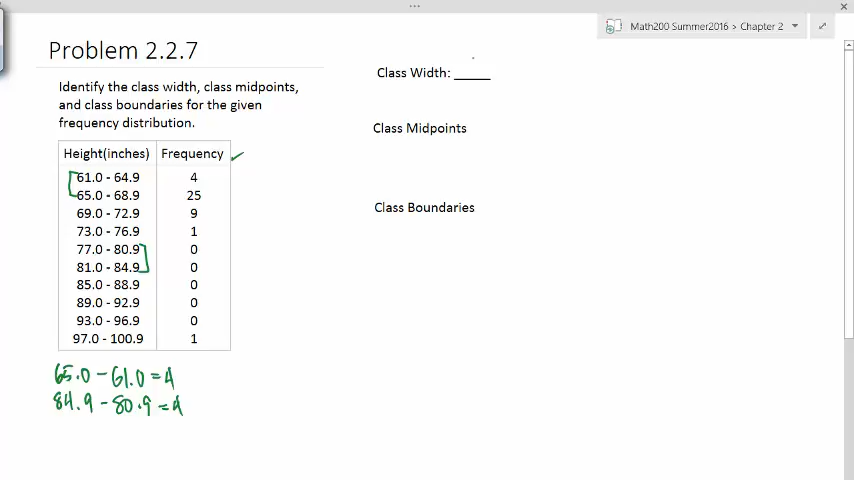 Math200 Summer2016 > Chapter 2
Problem 2.2.7
Identify the class width, class midpoints,
and class boundaries for the given
frequency distribution.
Height(inches) Frequency
61.0 - 64.9 4
65.0 - 68.9 25
69.0 - 72.9 9
73.0 - 76.9 1
77.0 - 80.9 0
81.0 - 84.9 0
85.0 - 88.9 0
89.0 - 92.9 0
93.0 - 96.9 0
97.0 - 100.9 1
65.0 - 61.0 = 4
84.9 - 80.9 = 4
Class Width: _____
Class Midpoints
Class Boundaries